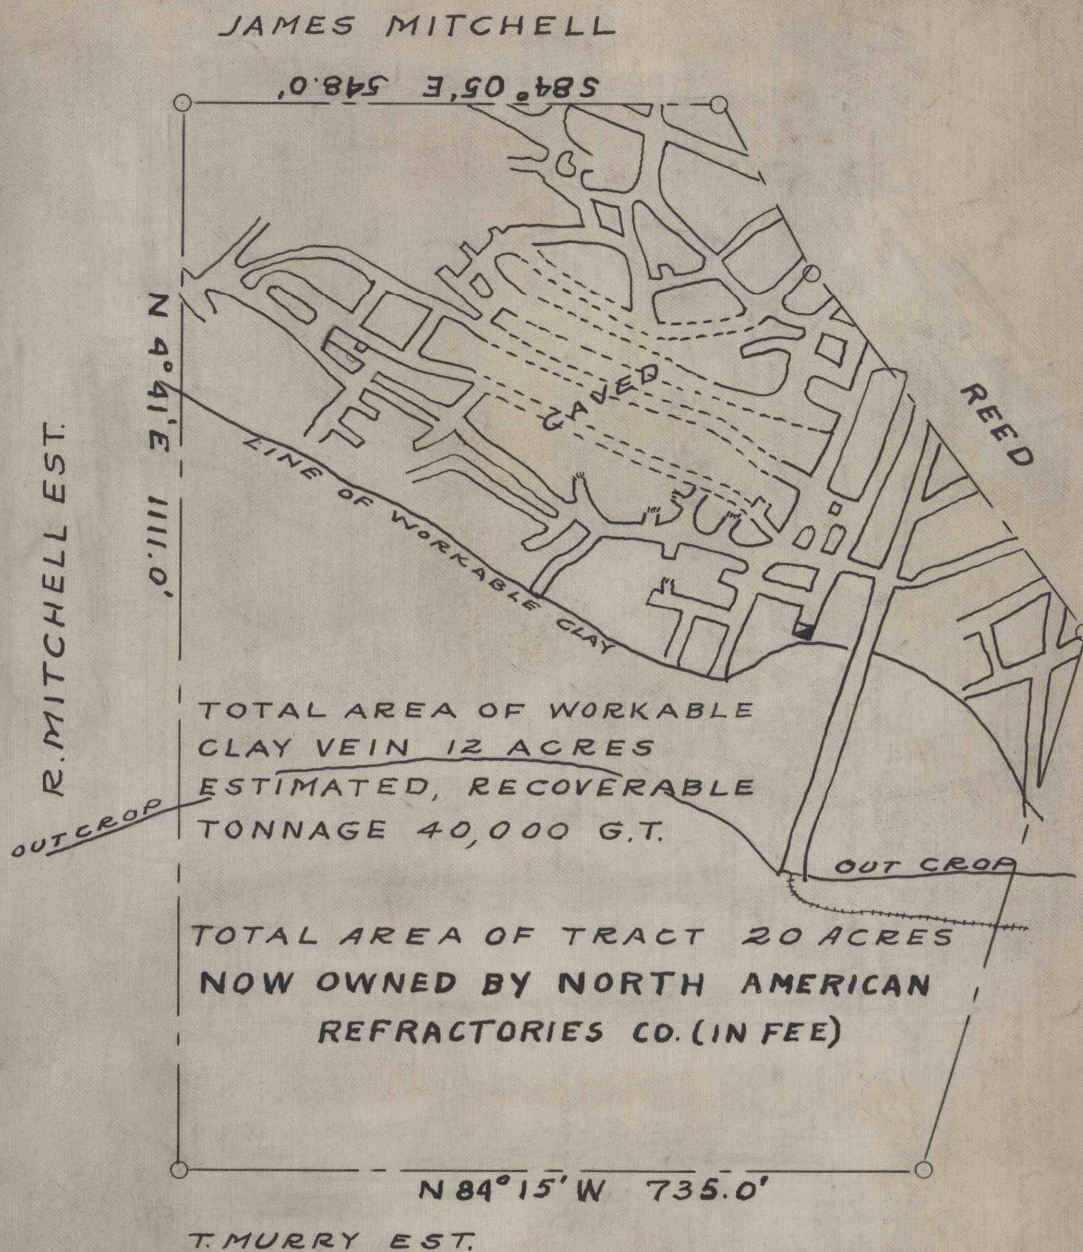 JAMES MITCHELL
S84° 05'E 548.0'
N 4° 41'E 1111.0'
R. MITCHELL EST.
REED
CAVED
LINE OF WORKABLE CLAY
TOTAL AREA OF WORKABLE
CLAY VEIN 12 ACRES
ESTIMATED, RECOVERABLE
TONNAGE 40,000 G.T.
OUTCROP
OUT CROP
TOTAL AREA OF TRACT 20 ACRES
NOW OWNED BY NORTH AMERICAN
REFRACTORIES CO. (IN FEE)
N 84° 15' W 735.0'
T. MURRY EST.